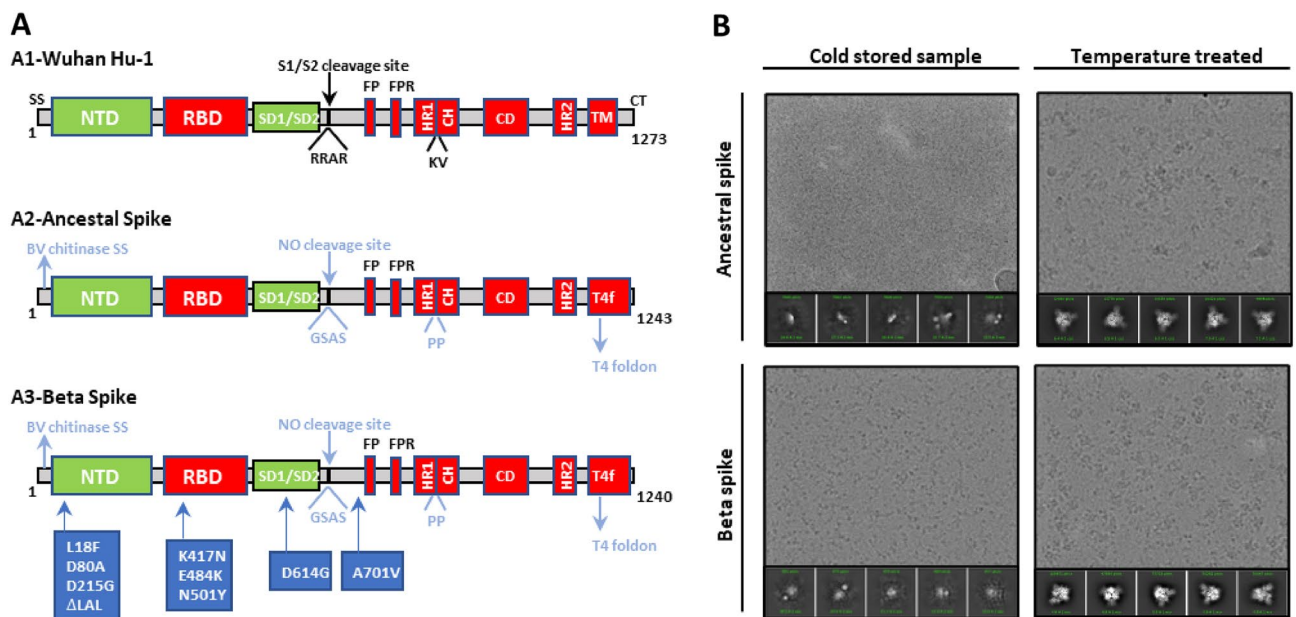 A
A1-Wuhan Hu-1
S1/S2 cleavage site
SS
FP
FPR
CT
NTD
RBD
SD1/SD2
HR1
CH
CD
HR2
TM
1
1273
RRAR
KV
A2-Ancestal Spike
BV chitinase SS
NO cleavage site
FP
FPR
NTD
RBD
SD1/SD2
HR1
CH
CD
HR2
T4f
1
1243
GSAS
PP
T4 foldon
A3-Beta Spike
BV chitinase SS
NO cleavage site
FP
FPR
NTD
RBD
SD1/SD2
HR1
CH
CD
HR2
T4f
1
1240
GSAS
PP
T4 foldon
L18F
D80A
D215G
ΔLAL
K417N
E484K
N501Y
D614G
A701V
B
Cold stored sample
Temperature treated
Ancestral spike
Beta spike